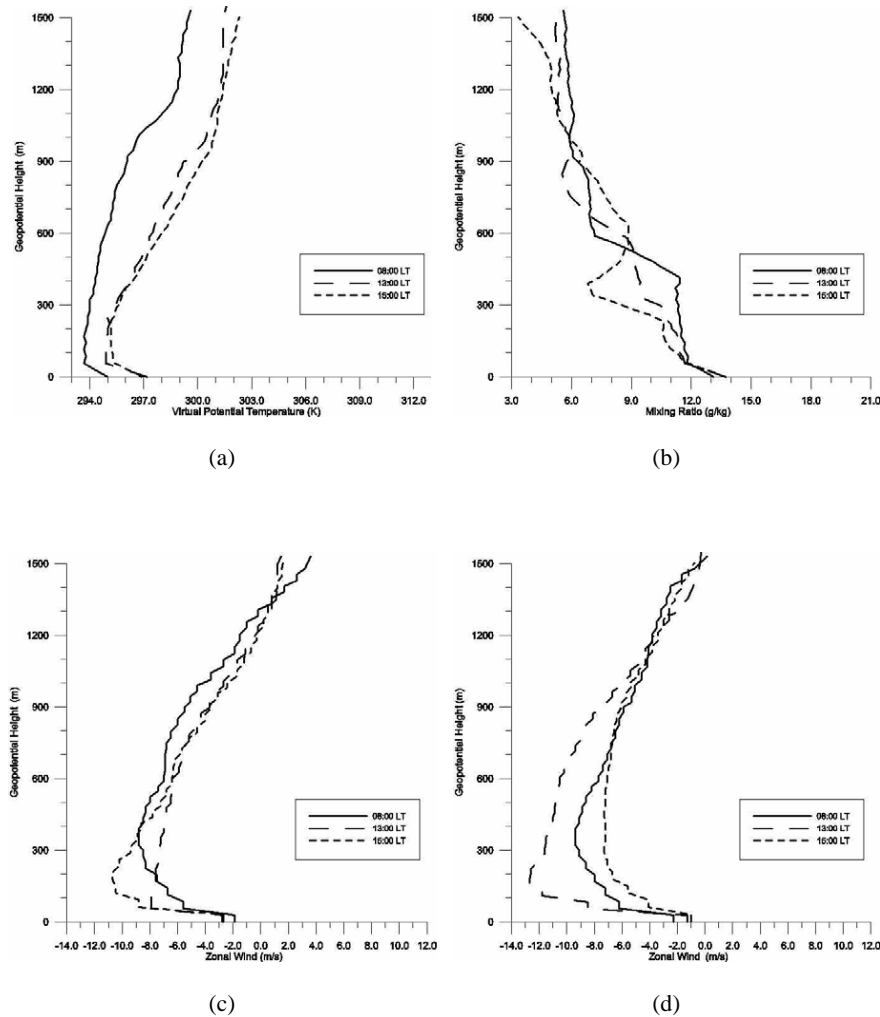 1500
1200
900
600
300
0
Geopotential Height (m)
08:00 LT
13:00 LT
15:00 LT
294.0 297.0 300.0 303.0 306.0 309.0 312.0
Virtual Potential Temperature (K)
(a)
1500
1200
900
600
300
0
Geopotential Height (m)
08:00 LT
13:00 LT
15:00 LT
3.0 6.0 9.0 12.0 15.0 18.0 21.0
Mixing Ratio (g/kg)
(b)
1500
1200
900
600
300
0
Geopotential Height (m)
08:00 LT
13:00 LT
15:00 LT
-14.0 -12.0 -10.0 -8.0 -6.0 -4.0 -2.0 0.0 2.0 4.0 6.0 8.0 10.0 12.0
Zonal Wind (m/s)
(c)
1500
1200
900
600
300
0
Geopotential Height (m)
08:00 LT
13:00 LT
15:00 LT
-14.0 -12.0 -10.0 -8.0 -6.0 -4.0 -2.0 0.0 2.0 4.0 6.0 8.0 10.0 12.0
Zonal Wind (m/s)
(d)